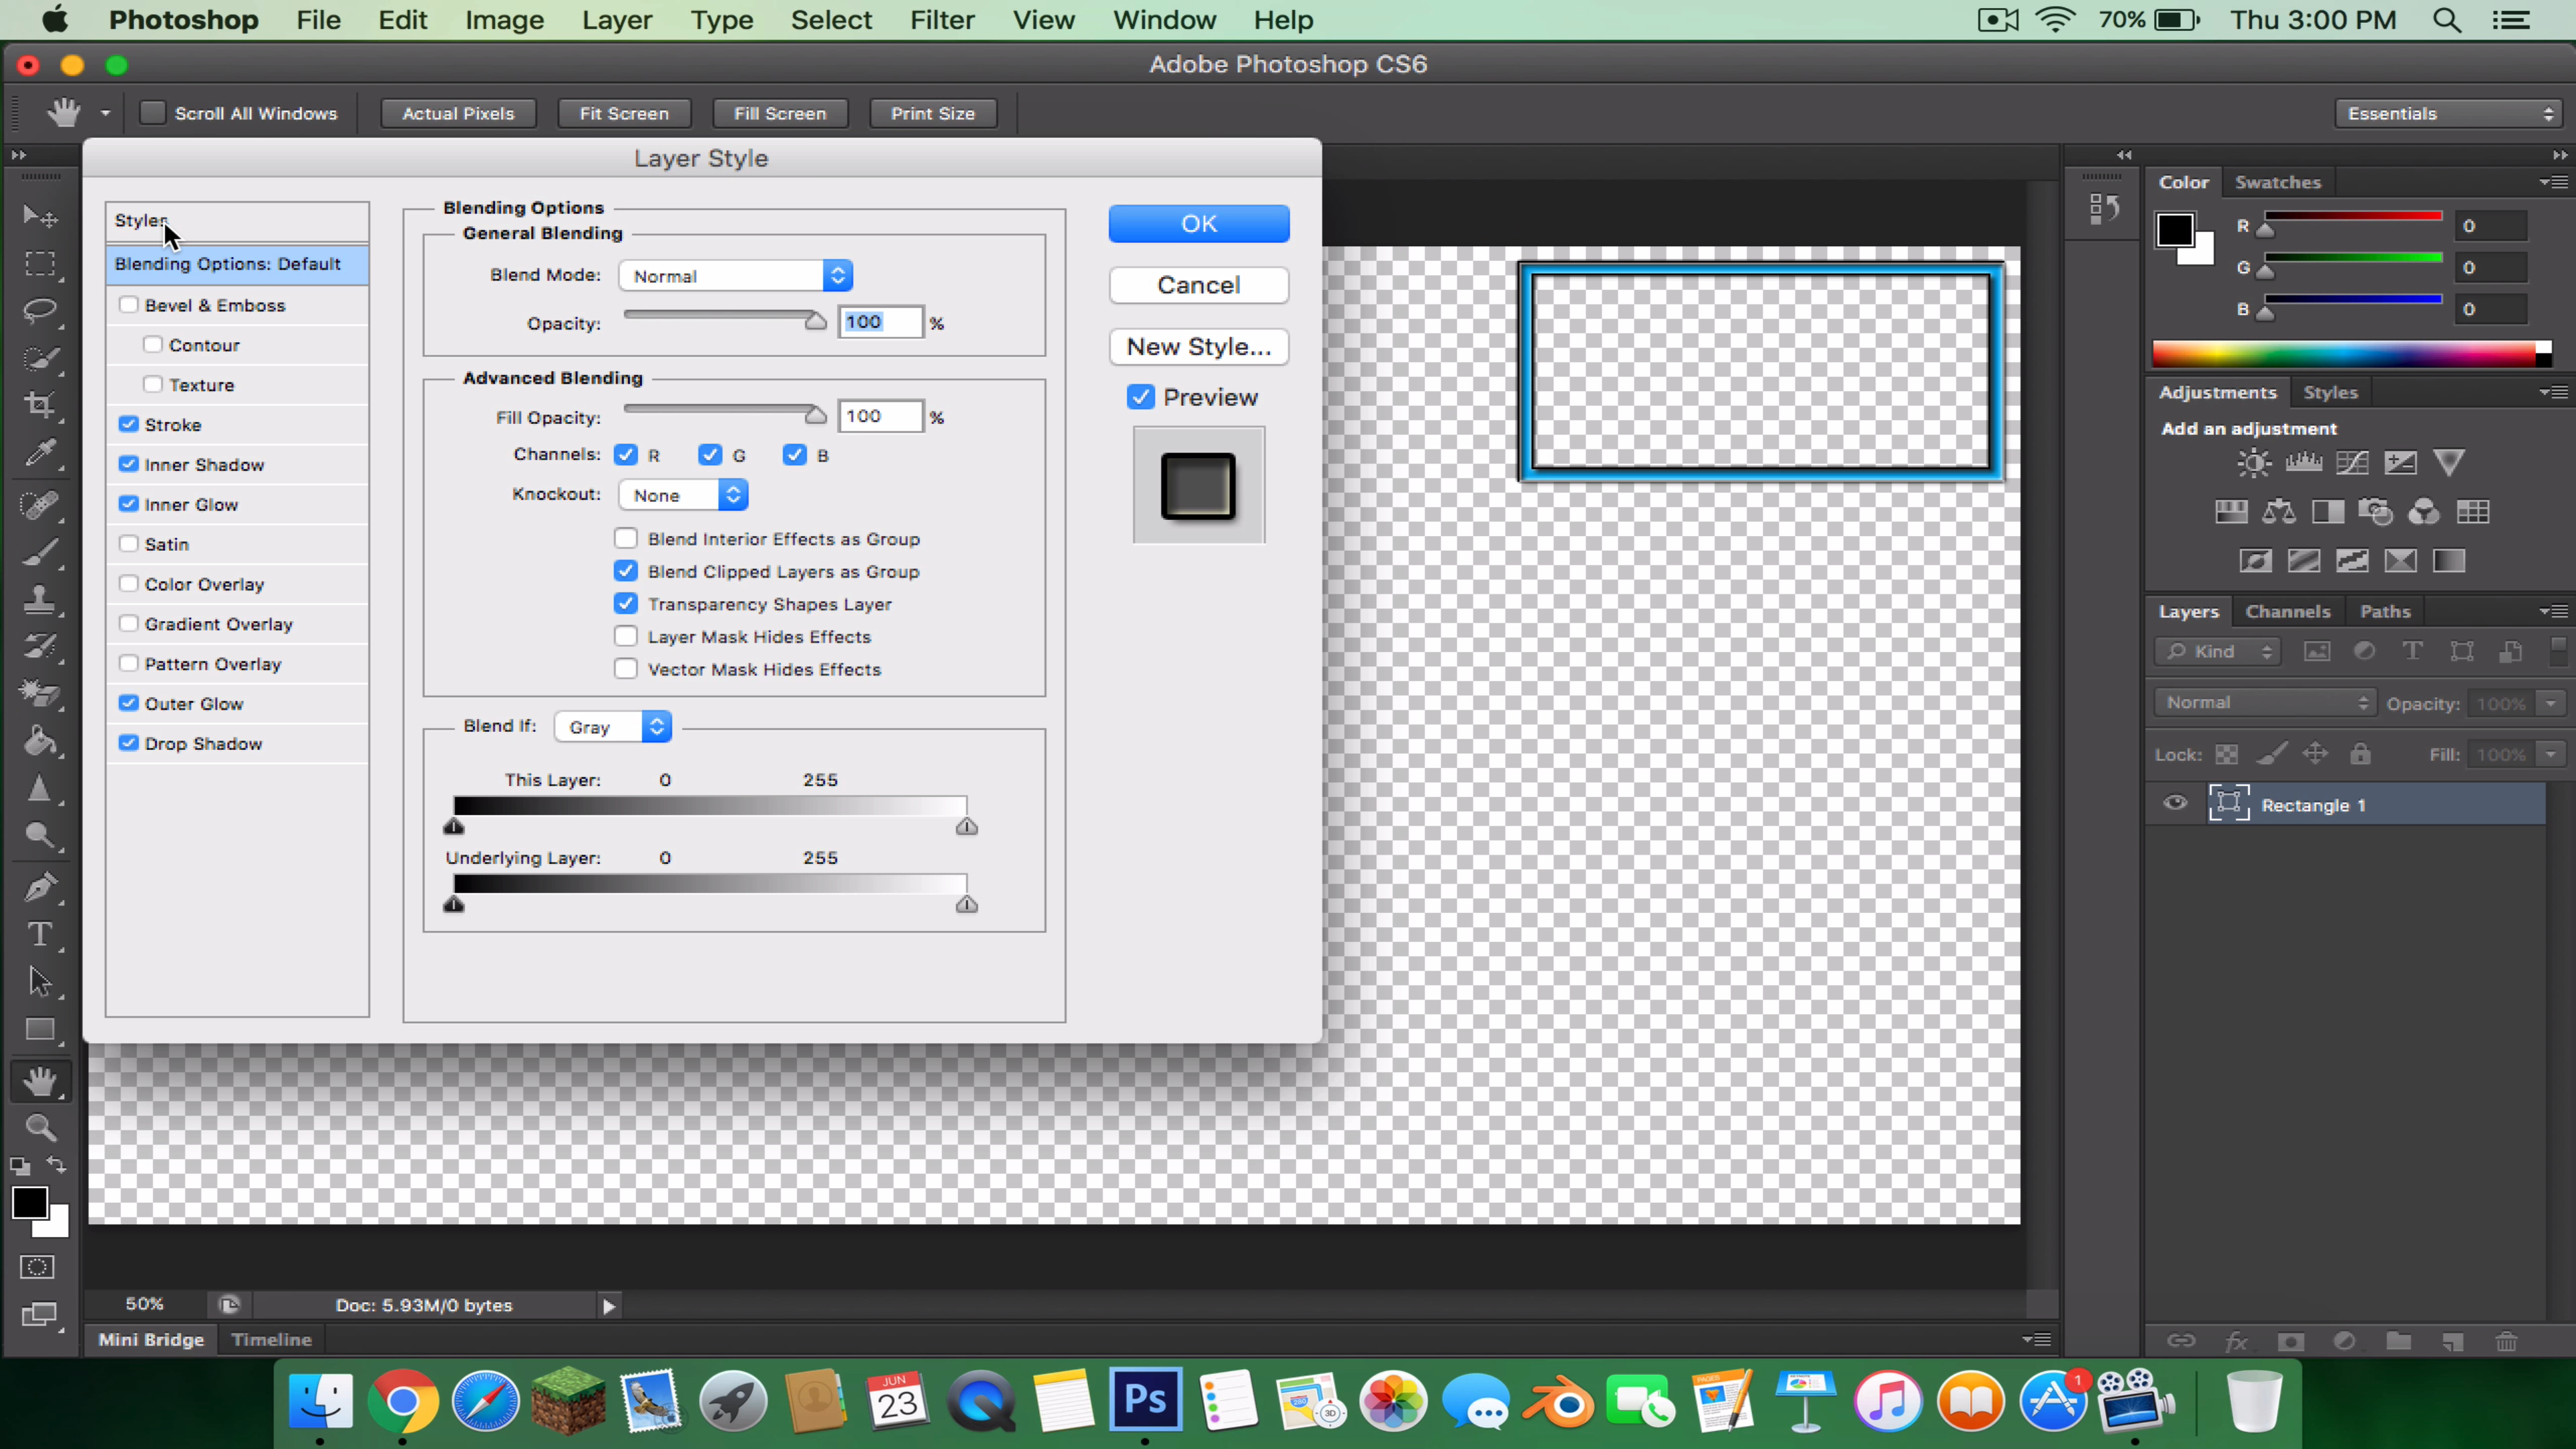 Photoshop File Edit Image Layer Type Select Filter View Window Help 70% Thu 3:00 PM
Adobe Photoshop CS6
Scroll All Windows Actual Pixels Fit Screen Fill Screen Print Size Essentials
Layer Style
Styles
Blending Options: Default
Bevel & Emboss
Contour
Texture
Stroke
Inner Shadow
Inner Glow
Satin
Color Overlay
Gradient Overlay
Pattern Overlay
Outer Glow
Drop Shadow
Blending Options
General Blending
Blend Mode: Normal
Opacity: 100 %
Advanced Blending
Fill Opacity: 100 %
Channels: R G B
Knockout: None
Blend Interior Effects as Group
Blend Clipped Layers as Group
Transparency Shapes Layer
Layer Mask Hides Effects
Vector Mask Hides Effects
Blend If: Gray
This Layer: 0 255
Underlying Layer: 0 255
OK
Cancel
New Style...
Preview
Color Swatches
R 0
G 0
B 0
Adjustments Styles
Add an adjustment
Layers Channels Paths
Kind
Normal Opacity: 100%
Lock: Fill: 100%
Rectangle 1
50% Doc: 5.93M/0 bytes
Mini Bridge Timeline
JUN
23
Ps
PAGES
280
3D
1